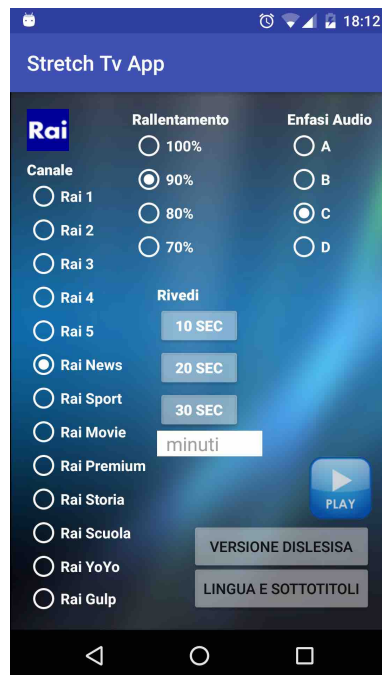 18:12
Stretch Tv App
Rai
Rallentamento
100%
90%
80%
70%
Enfasi Audio
A
B
C
D
Canale
Rai 1
Rai 2
Rai 3
Rai 4
Rai 5
Rai News
Rai Sport
Rai Movie
Rai Premium
Rai Storia
Rai Scuola
Rai YoYo
Rai Gulp
Rivedi
10 SEC
20 SEC
30 SEC
minuti
PLAY
VERSIONE DISLESISA
LINGUA E SOTTOTITOLI